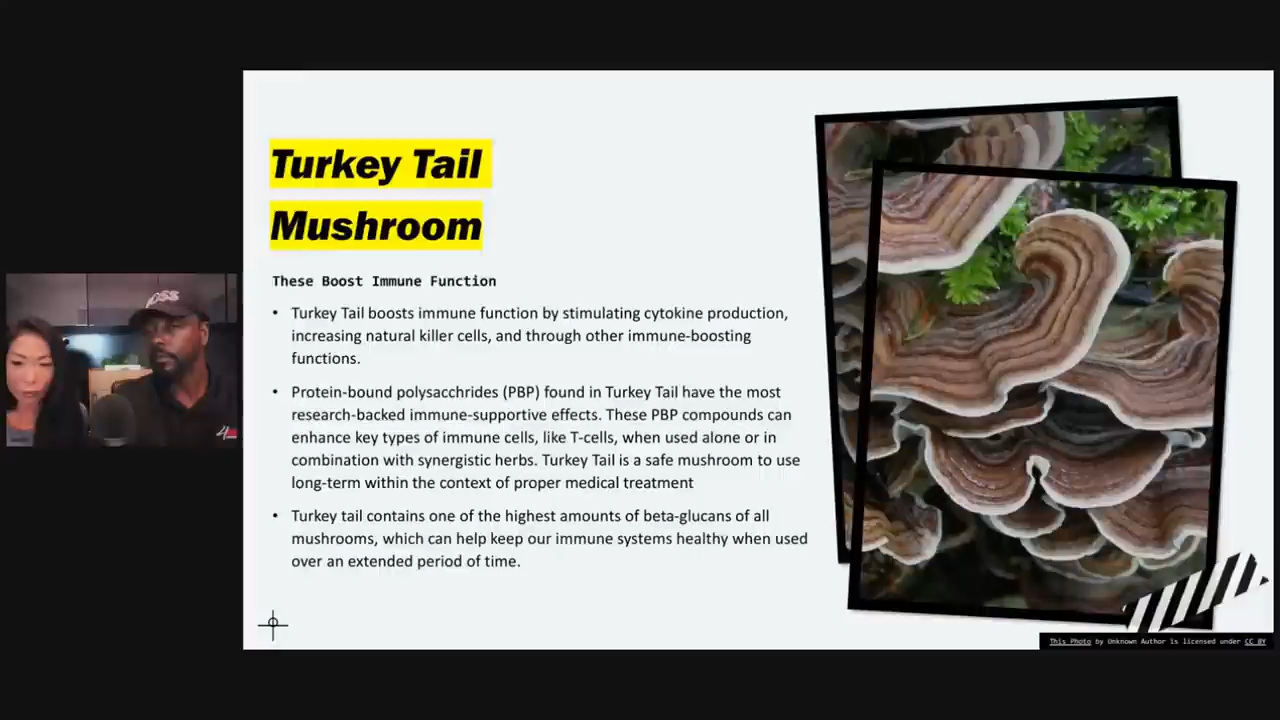 Turkey Tail
Mushroom
These Boost Immune Function
• Turkey Tail boosts immune function by stimulating cytokine production,
increasing natural killer cells, and through other immune-boosting
functions.
• Protein-bound polysacchrides (PBP) found in Turkey Tail have the most
research-backed immune-supportive effects. These PBP compounds can
enhance key types of immune cells, like T-cells, when used alone or in
combination with synergistic herbs. Turkey Tail is a safe mushroom to use
long-term within the context of proper medical treatment
• Turkey tail contains one of the highest amounts of beta-glucans of all
mushrooms, which can help keep our immune systems healthy when used
over an extended period of time.
This Photo by Unknown Author is licensed under CC BY